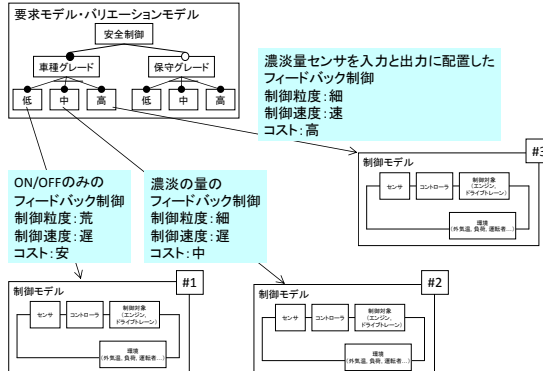 要求モデル・バリエーションモデル
安全制御
車種グレード
保守グレード
低
中
高
低
中
高
濃淡量センサを入力と出力に配置した
フィードバック制御
制御粒度:細
制御速度:速
コスト:高
#3
制御モデル
センサ
コントローラ
制御対象
(エンジン、
ドライブトレーン)
環境
(外気温, 負荷, 運転者...)
ON/OFFのみの
フィードバック制御
制御粒度:荒
制御速度:遅
コスト:安
濃淡の量の
フィードバック制御
制御粒度:細
制御速度:遅
コスト:中
#1
制御モデル
センサ
コントローラ
制御対象
(エンジン、
ドライブトレーン)
環境
(外気温, 負荷, 運転者...)
#2
制御モデル
センサ
コントローラ
制御対象
(エンジン、
ドライブトレーン)
環境
(外気温, 負荷, 運転者...)